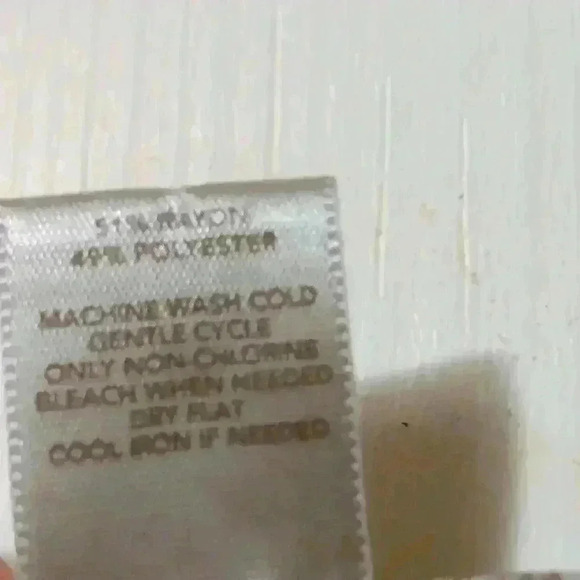 51% RAYON
49% POLYESTER
MACHINE WASH COLD
GENTLE CYCLE
ONLY NON-CHLORINE
BLEACH WHEN NEEDED
DRY FLAT
COOL IRON IF NEEDED